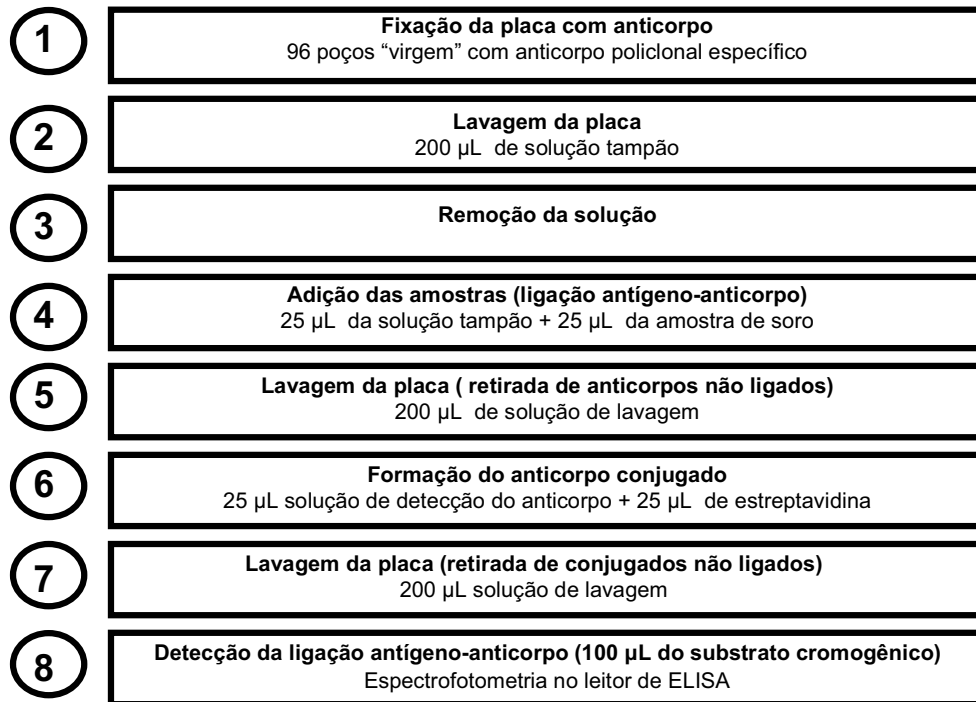 1
Fixação da placa com anticorpo
96 poços “virgem” com anticorpo policlonal específico
2
Lavagem da placa
200 µL de solução tampão
3
Remoção da solução
4
Adição das amostras (ligação antígeno-anticorpo)
25 µL da solução tampão + 25 µL da amostra de soro
5
Lavagem da placa ( retirada de anticorpos não ligados)
200 µL de solução de lavagem
6
Formação do anticorpo conjugado
25 µL solução de detecção do anticorpo + 25 µL de estreptavidina
7
Lavagem da placa (retirada de conjugados não ligados)
200 µL solução de lavagem
8
Detecção da ligação antígeno-anticorpo (100 µL do substrato cromogênico)
Espectrofotometria no leitor de ELISA